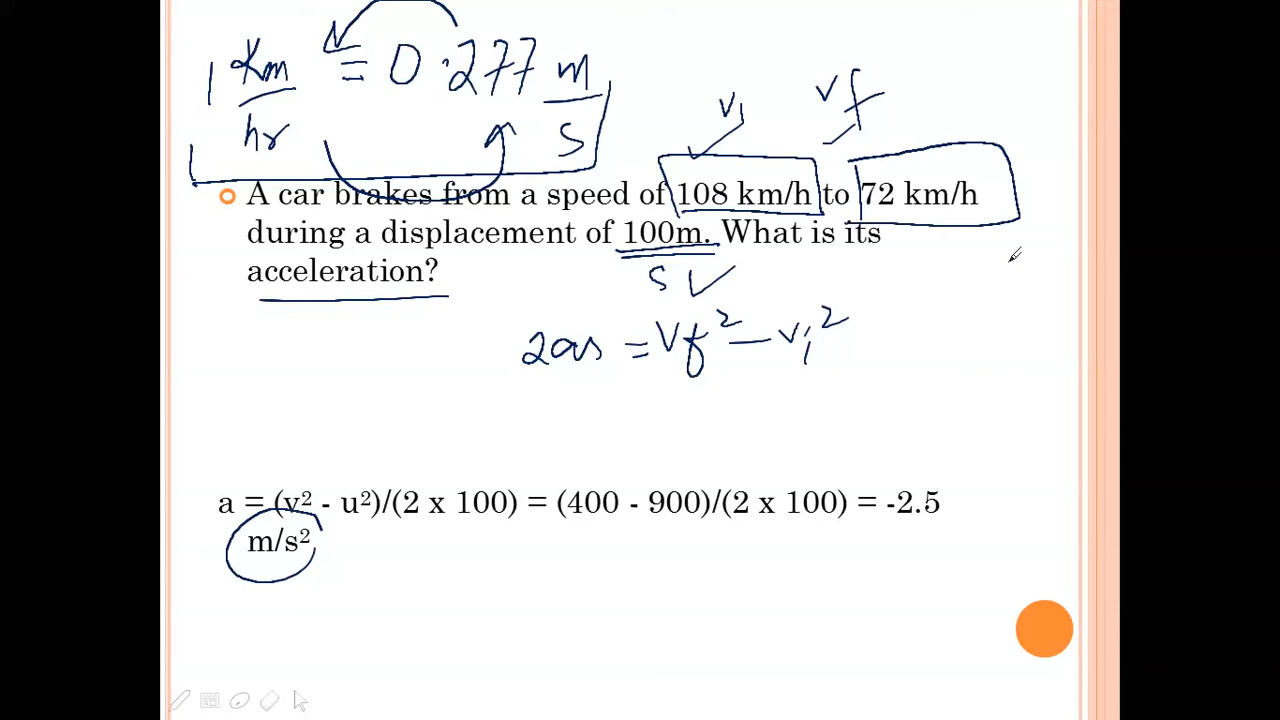 1 Km/hr = 0.277 m/s
vi vf
A car brakes from a speed of 108 km/h to 72 km/h
during a displacement of 100m. What is its
acceleration?
s
2as = Vf² - vi²
a = (v² - u²)/(2 x 100) = (400 - 900)/(2 x 100) = -2.5
m/s²